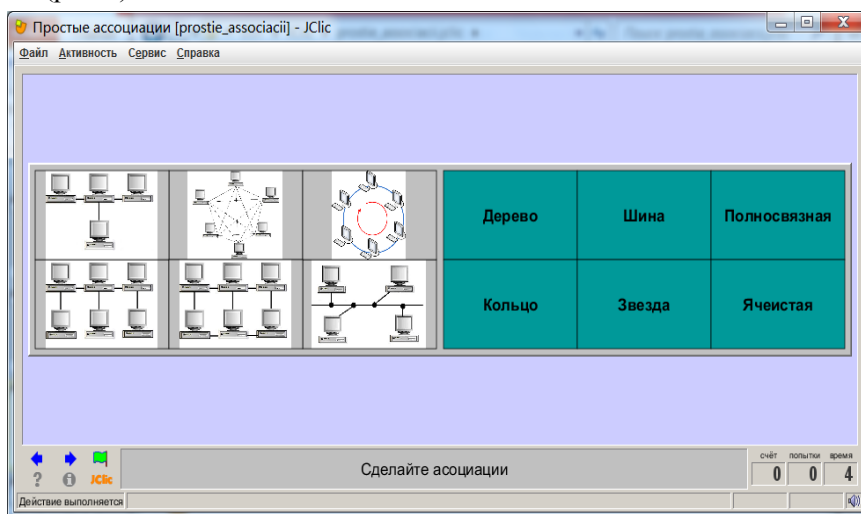 Простые ассоциации [prostie_associacii] - JClic
Файл Активность Сервис Справка
Дерево Шина Полносвязная
Кольцо Звезда Ячеистая
Сделайте асоциации
счёт попытки время
0 0 4
JClic
Действие выполняется